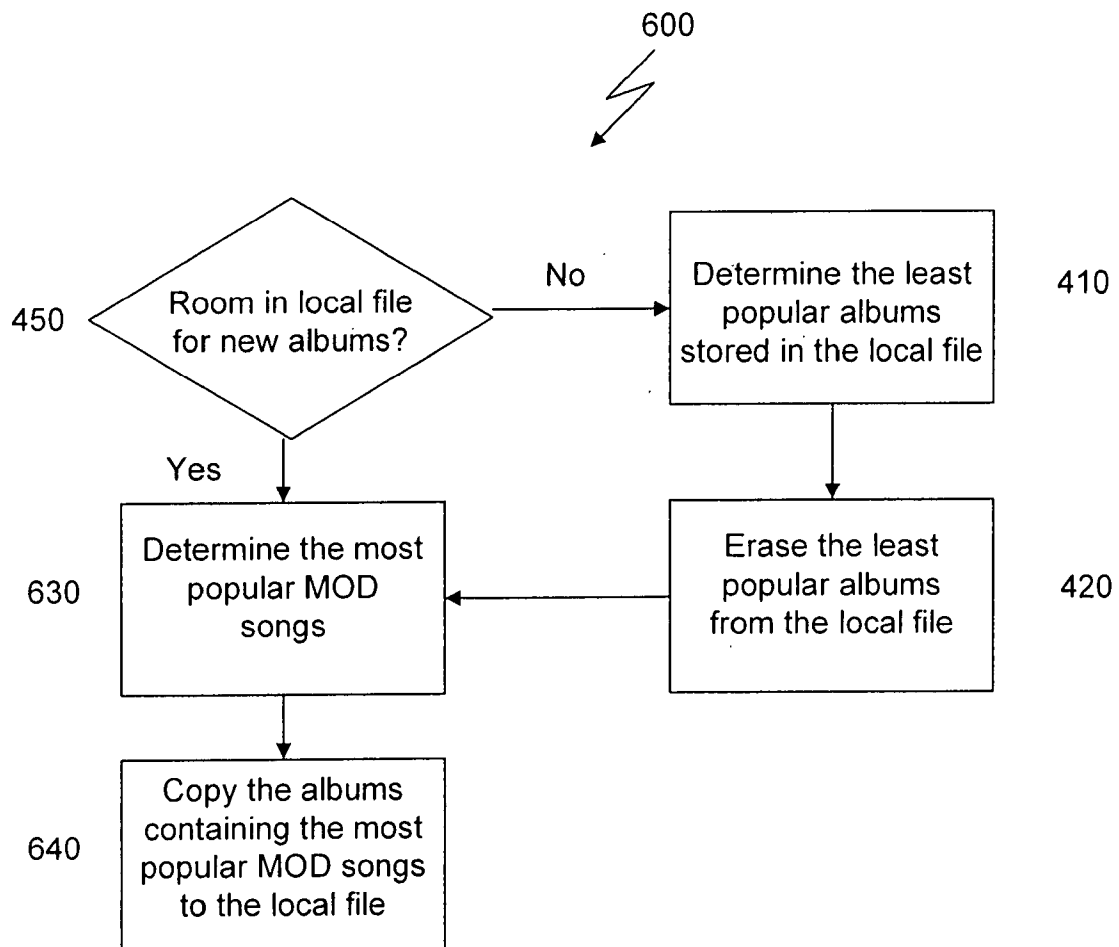 600
450
Room in local file
for new albums?
No
Determine the least
popular albums
stored in the local file
410
Yes
630
Determine the most
popular MOD
songs
Erase the least
popular albums
from the local file
420
640
Copy the albums
containing the most
popular MOD songs
to the local file